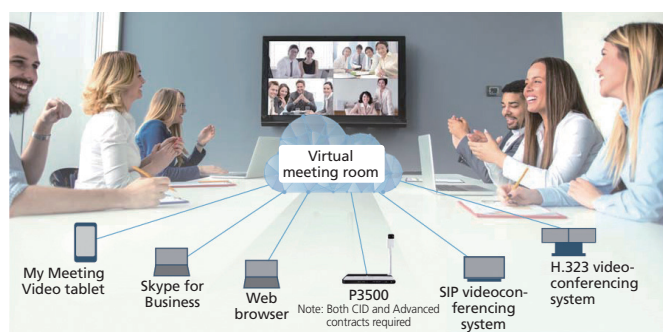 Virtual
meeting room
My Meeting
Video tablet
Skype for
Business
Web
browser
P3500
Note: Both CID and Advanced
contracts required
SIP videocon-
ferencing
system
H.323 video-
conferencing
system